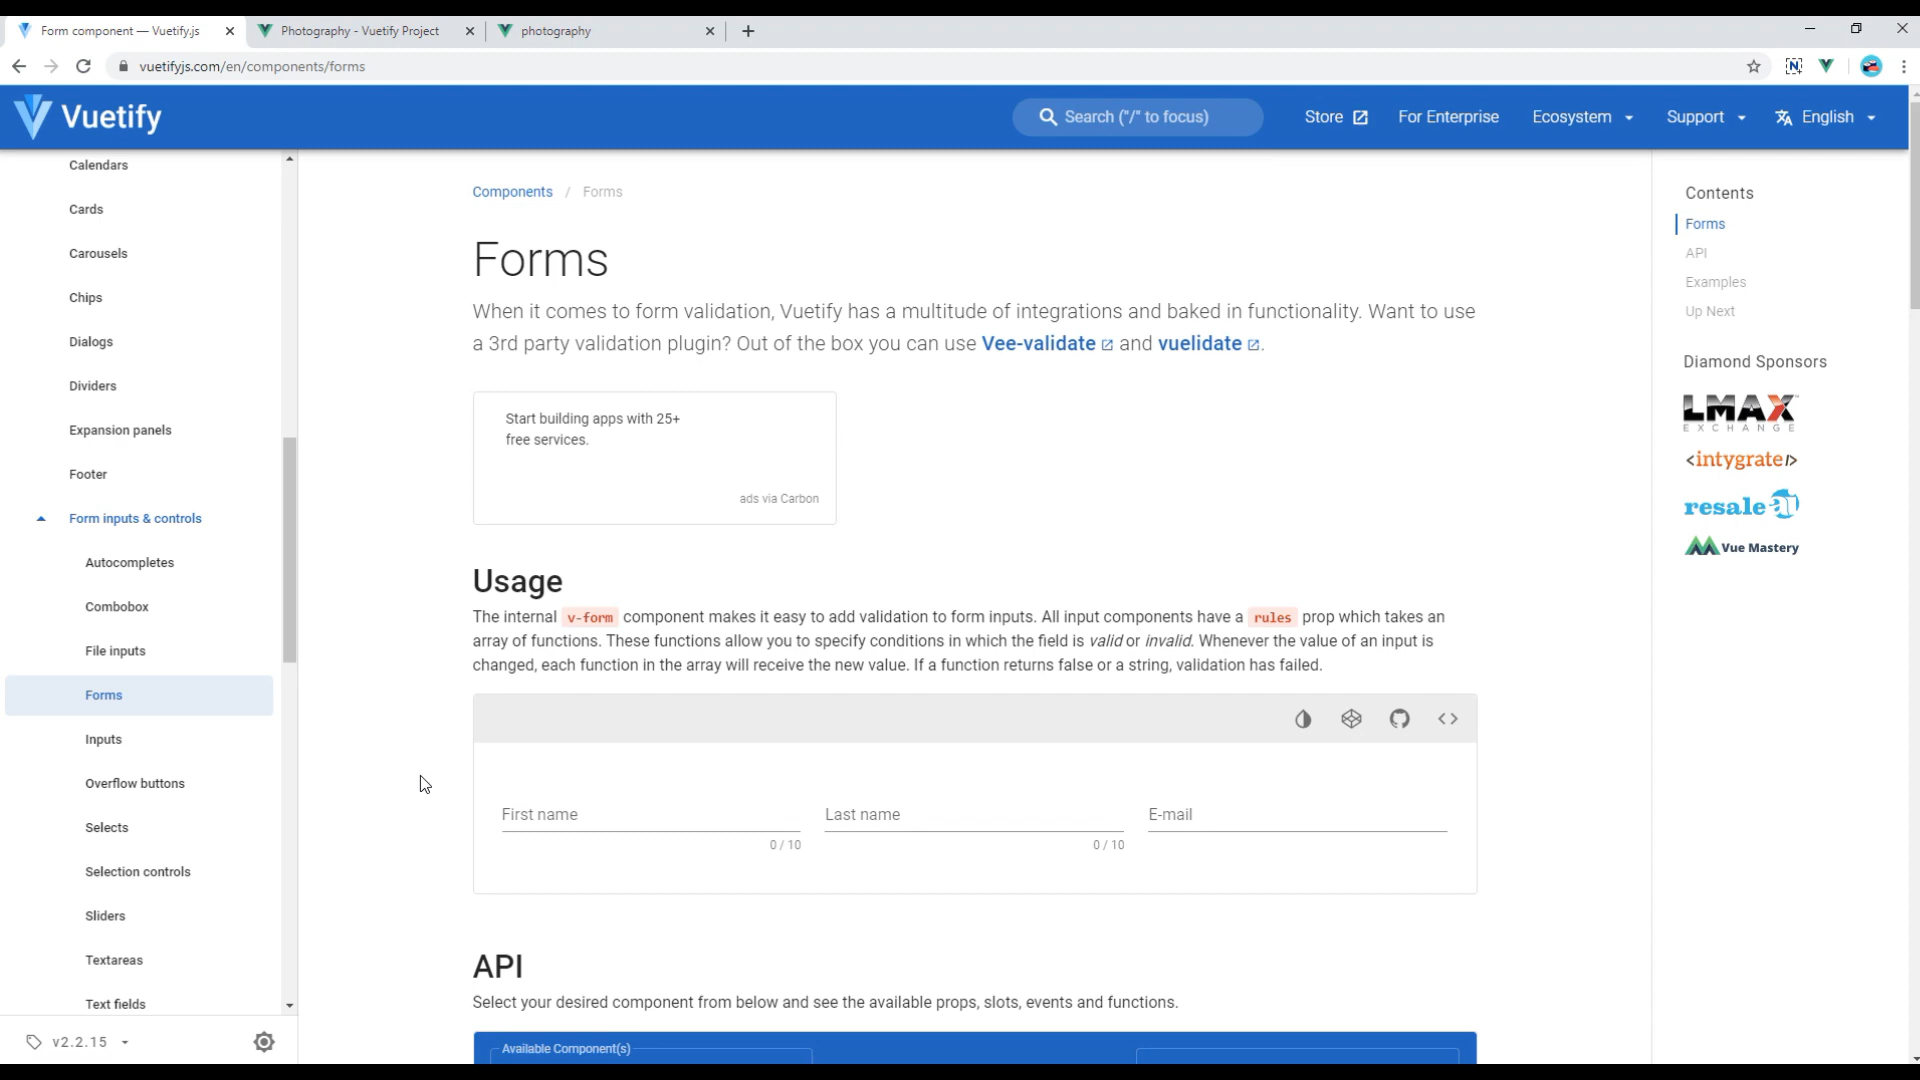 Form component — Vuetify.js
Photography - Vuetify Project
photography
vuetifyjs.com/en/components/forms
Vuetify
Search ("/" to focus)
Store
For Enterprise
Ecosystem
Support
English
Calendars
Cards
Carousels
Chips
Dialogs
Dividers
Expansion panels
Footer
Form inputs & controls
Autocompletes
Combobox
File inputs
Forms
Inputs
Overflow buttons
Selects
Selection controls
Sliders
Textareas
Text fields
v2.2.15
Components / Forms
Forms
When it comes to form validation, Vuetify has a multitude of integrations and baked in functionality. Want to use
a 3rd party validation plugin? Out of the box you can use Vee-validate and vuelidate.
Start building apps with 25+
free services.
ads via Carbon
Usage
The internal v-form component makes it easy to add validation to form inputs. All input components have a rules prop which takes an
array of functions. These functions allow you to specify conditions in which the field is valid or invalid. Whenever the value of an input is
changed, each function in the array will receive the new value. If a function returns false or a string, validation has failed.
First name
Last name
E-mail
0 / 10
0 / 10
API
Select your desired component from below and see the available props, slots, events and functions.
Available Component(s)
Contents
Forms
API
Examples
Up Next
Diamond Sponsors
LMAX
EXCHANGE
<intygrate/>
resale ai
Vue Mastery